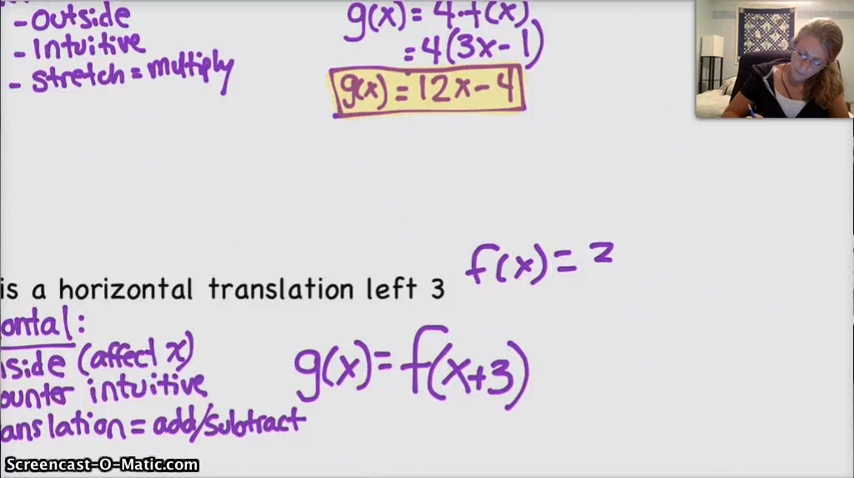 - Outside
- Intuitive
- Stretch = multiply
g(x) = 4·f(x)
= 4(3x - 1)
g(x) = 12x - 4
is a horizontal translation left 3
f(x) = 2
ontal:
side (affect x)
ounter intuitive
anslation = add/subtract
g(x) = f(x+3)
Screencast-O-Matic.com